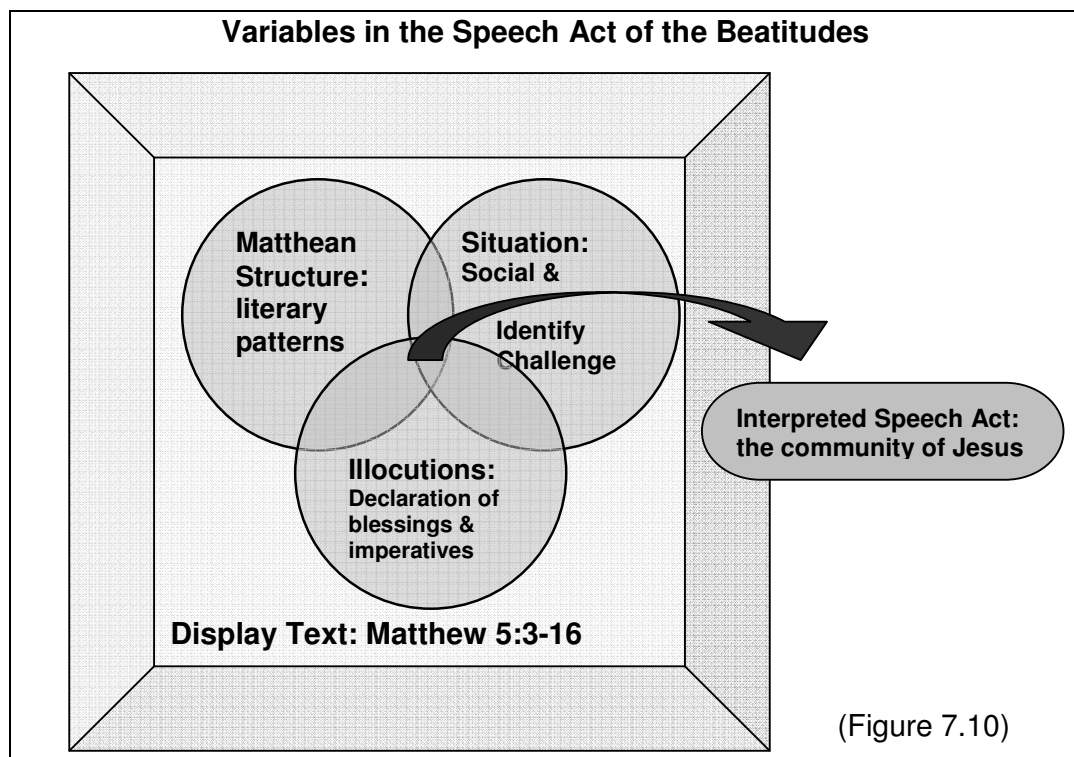 Variables in the Speech Act of the Beatitudes
Matthean
Structure:
literary
patterns
Situation:
Social &
Identify
Challenge
Illocutions:
Declaration of
blessings &
imperatives
Interpreted Speech Act:
the community of Jesus
Display Text: Matthew 5:3-16
(Figure 7.10)